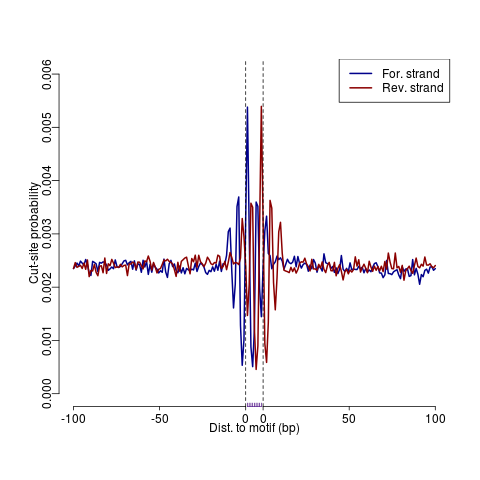 For. strand
Rev. strand
Cut-site probability
0.006
0.005
0.004
0.003
0.002
0.001
0.000
-100 -50 0 0 50 100
Dist. to motif (bp)